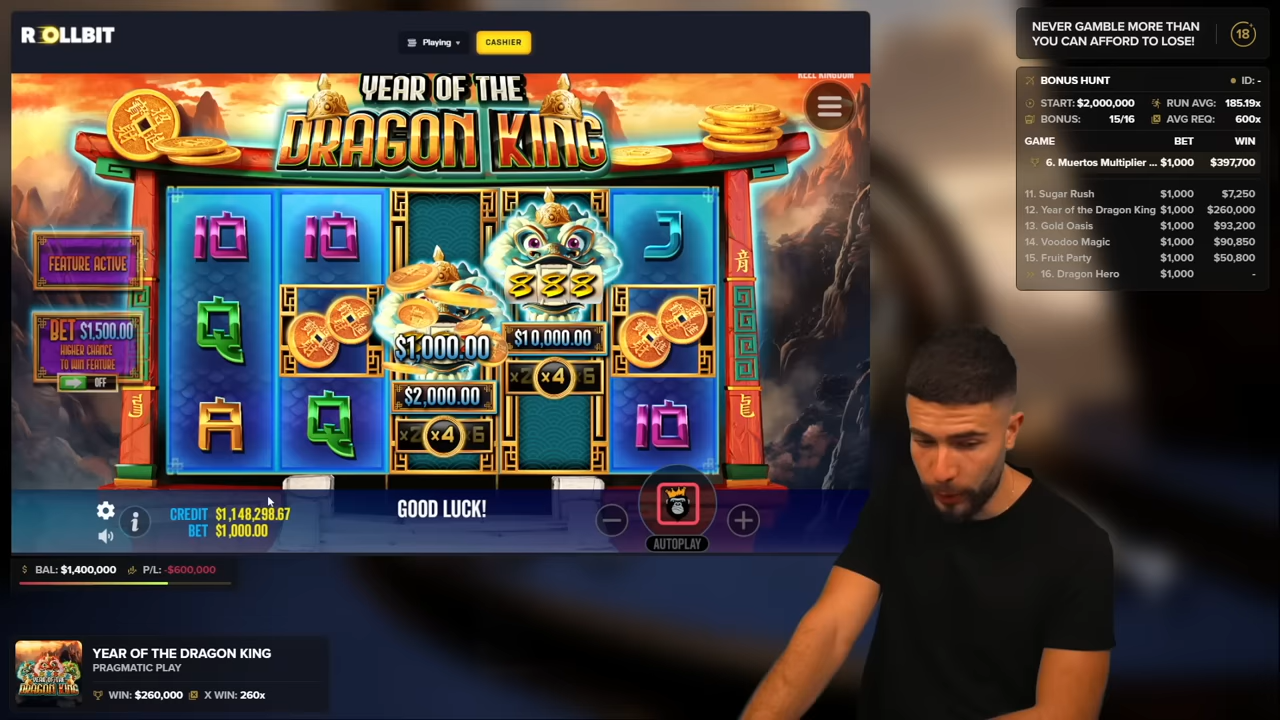 ROLLBIT
Playing
CASHIER
REEL KINGDOM
YEAR OF THE
DRAGON KING
FEATURE ACTIVE
BET $1,500.00
HIGHER CHANCE
TO WIN FEATURE
OFF
10
10
J
888
$10,000.00
x2 x4 x6
Q
$1,000.00
$2,000.00
x2 x4 x6
A
Q
10
CREDIT $1,148,298.67
BET $1,000.00
GOOD LUCK!
AUTOPLAY
BAL: $1,400,000 P/L: -$600,000
YEAR OF THE DRAGON KING
PRAGMATIC PLAY
WIN: $260,000 X WIN: 260x
NEVER GAMBLE MORE THAN
YOU CAN AFFORD TO LOSE!
18+
BONUS HUNT ID: -
START: $2,000,000 RUN AVG: 185.19x
BONUS: 15/16 AVG REQ: 600x
GAME BET WIN
6. Muertos Multiplier ... $1,000 $397,700
11. Sugar Rush $1,000 $7,250
12. Year of the Dragon King $1,000 $260,000
13. Gold Oasis $1,000 $93,200
14. Voodoo Magic $1,000 $90,850
15. Fruit Party $1,000 $50,800
16. Dragon Hero $1,000 -